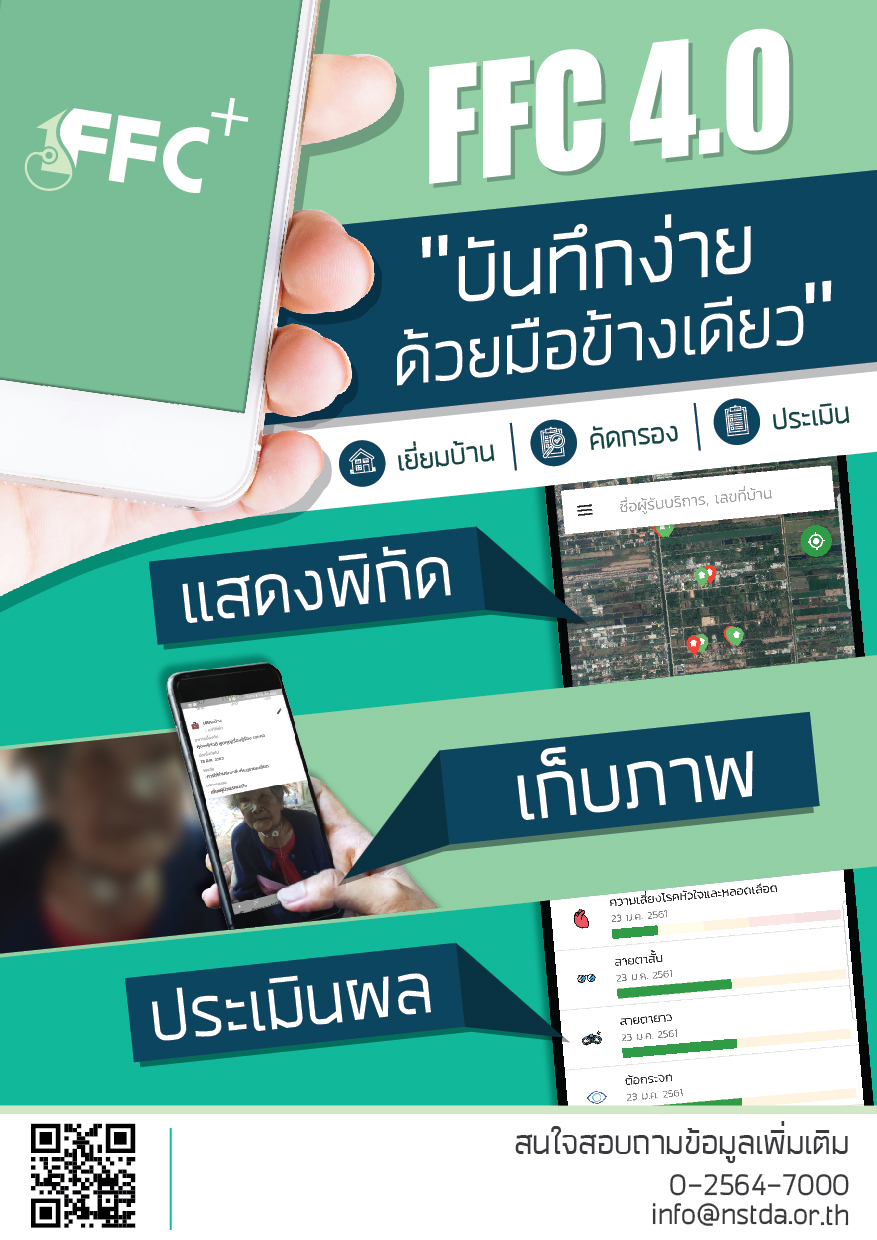 FFC+
FFC 4.0
"บันทึกง่าย
ด้วยมือข้างเดียว"
เยี่ยมบ้าน
คัดกรอง
ประเมิน
ชื่อผู้รับบริการ, เลขที่บ้าน
แสดงพิกัด
เก็บภาพ
ความเสี่ยงโรคหัวใจและหลอดเลือด
23 ม.ค. 2561
สายตาสั้น
23 ม.ค. 2561
สายตายาว
23 ม.ค. 2561
ต้อกระจก
23 ม.ค. 2561
ประเมินผล
สนใจสอบถามข้อมูลเพิ่มเติม
0-2564-7000
info@nstda.or.th